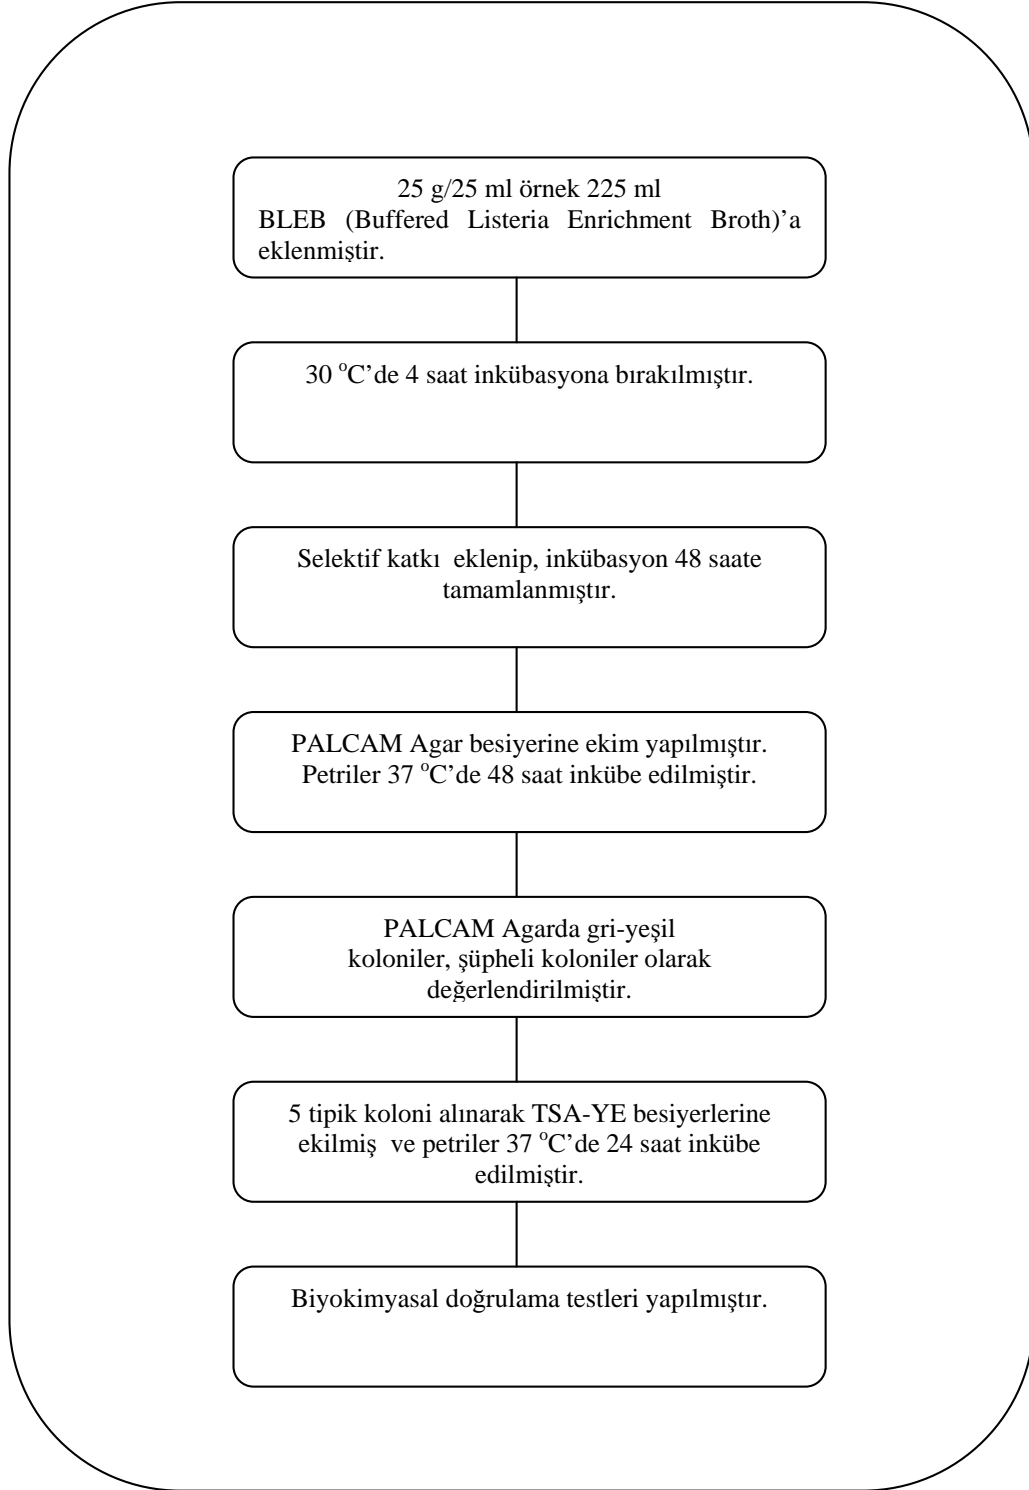 25 g/25 ml örnek 225 ml
BLEB (Buffered Listeria Enrichment Broth)’a
eklenmiştir.
30 °C’de 4 saat inkübasyona bırakılmıştır.
Selektif katkı eklenip, inkübasyon 48 saate
tamamlanmıştır.
PALCAM Agar besiyerine ekim yapılmıştır.
Petriler 37 °C’de 48 saat inkübe edilmiştir.
PALCAM Agarda gri-yeşil
koloniler, şüpheli koloniler olarak
değerlendirilmiştir.
5 tipik koloni alınarak TSA-YE besiyerlerine
ekilmiş ve petriler 37 °C’de 24 saat inkübe
edilmiştir.
Biyokimyasal doğrulama testleri yapılmıştır.